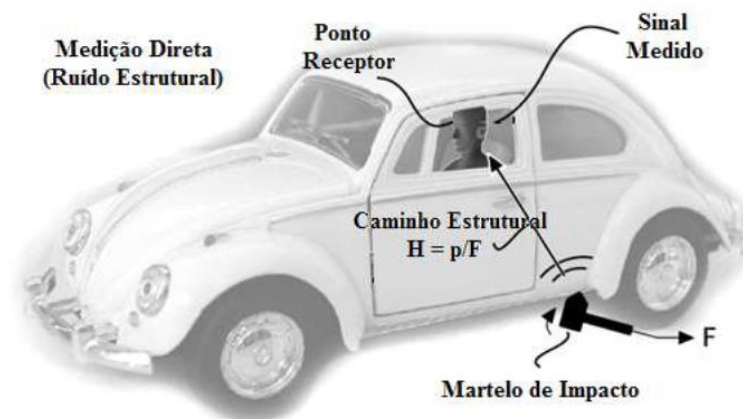 Medição Direta
(Ruído Estrutural)
Ponto
Receptor
Sinal
Medido
Caminho Estrutural
H = p/F
F
Martelo de Impacto